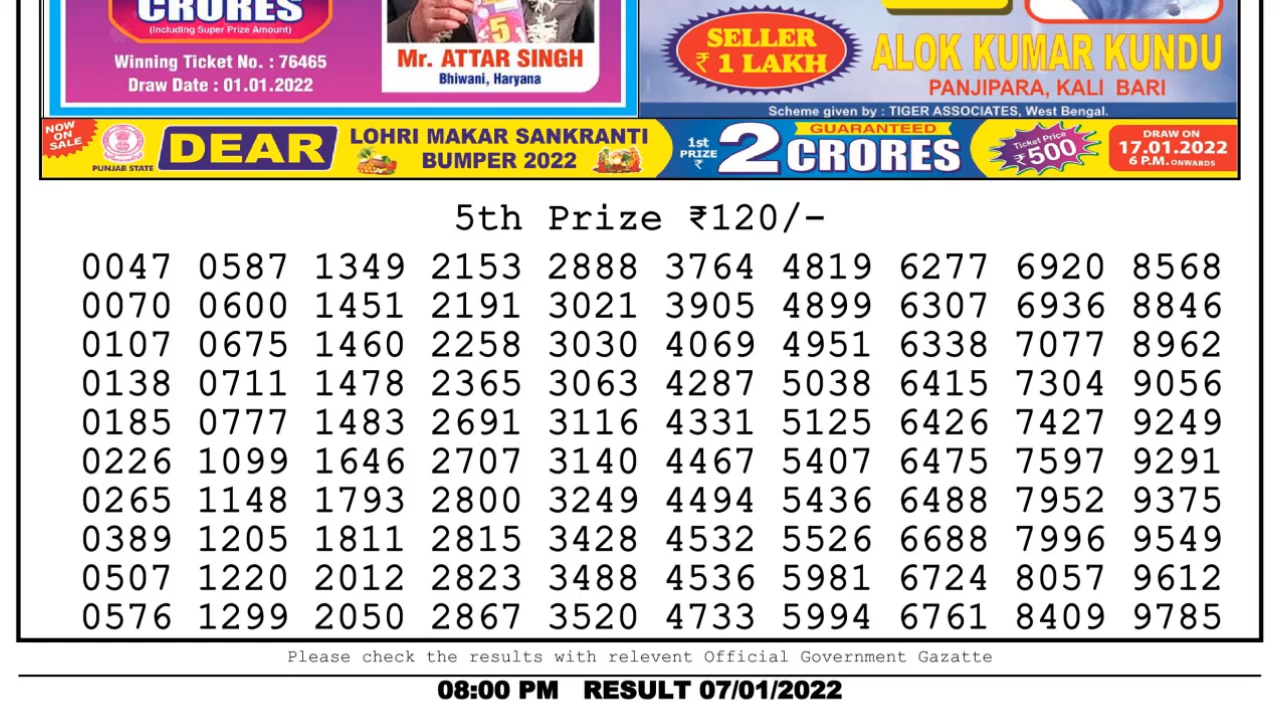 CRORES
(Including Super Prize Amount)
Winning Ticket No. : 76465
Draw Date : 01.01.2022
5
Mr. ATTAR SINGH
Bhiwani, Haryana
SELLER
₹ 1 LAKH
ALOK KUMAR KUNDU
PANJIPARA, KALI BARI
Scheme given by : TIGER ASSOCIATES, West Bengal.
NOW
ON
SALE
PUNJAB STATE
DEAR
LOHRI MAKAR SANKRANTI
BUMPER 2022
1st
PRIZE
₹
2
GUARANTEED
CRORES
Ticket Price
₹500
DRAW ON
17.01.2022
6 P.M. ONWARDS
5th Prize ₹120/-
0047 0587 1349 2153 2888 3764 4819 6277 6920 8568
0070 0600 1451 2191 3021 3905 4899 6307 6936 8846
0107 0675 1460 2258 3030 4069 4951 6338 7077 8962
0138 0711 1478 2365 3063 4287 5038 6415 7304 9056
0185 0777 1483 2691 3116 4331 5125 6426 7427 9249
0226 1099 1646 2707 3140 4467 5407 6475 7597 9291
0265 1148 1793 2800 3249 4494 5436 6488 7952 9375
0389 1205 1811 2815 3428 4532 5526 6688 7996 9549
0507 1220 2012 2823 3488 4536 5981 6724 8057 9612
0576 1299 2050 2867 3520 4733 5994 6761 8409 9785
Please check the results with relevent Official Government Gazatte
08:00 PM RESULT 07/01/2022